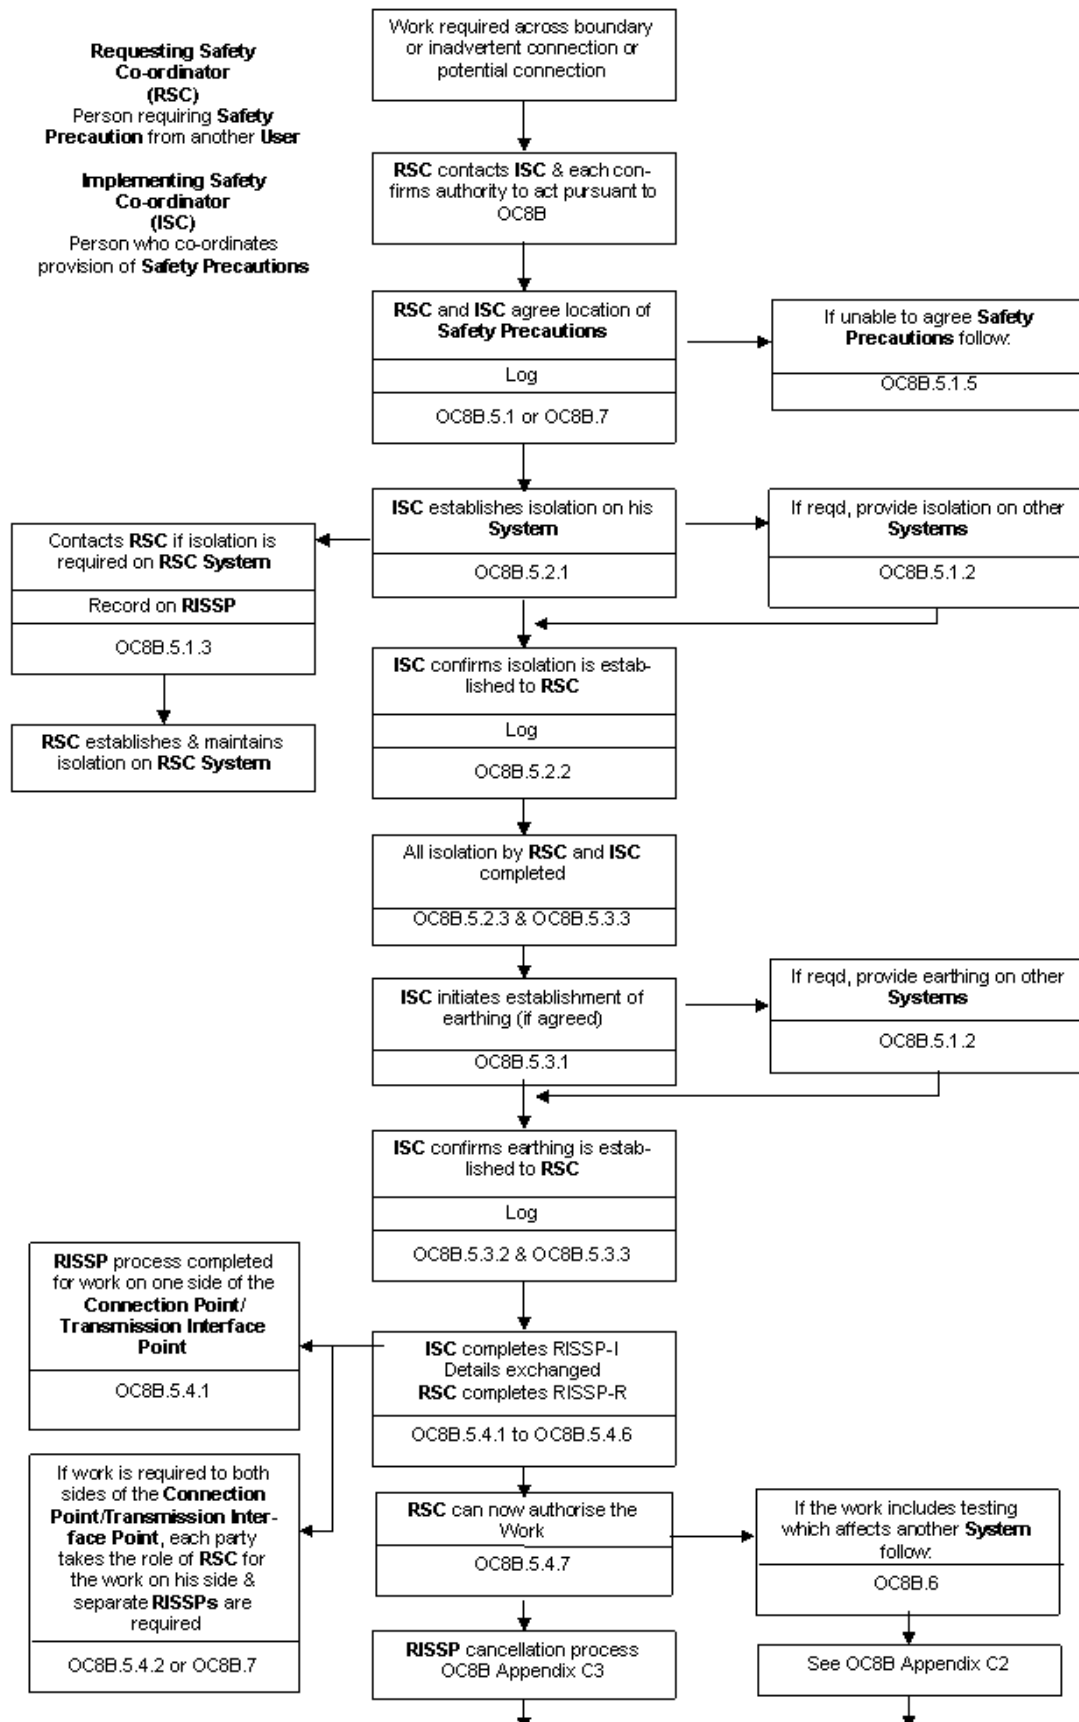 Requesting Safety
Co-ordinator
(RSC)
Person requiring Safety
Precaution from another User
Implementing Safety
Co-ordinator
(ISC)
Person who co-ordinates
provision of Safety Precautions
Work required across boundary
or inadvertent connection or
potential connection
RSC contacts ISC & each con-
firms authority to act pursuant to
OC8B
RSC and ISC agree location of
Safety Precautions
Log
OC8B.5.1 or OC8B.7
If unable to agree Safety
Precautions follow:
OC8B.5.1.5
ISC establishes isolation on his
System
OC8B.5.2.1
If reqd, provide isolation on other
Systems
OC8B.5.1.2
Contacts RSC if isolation is
required on RSC System
Record on RISSP
OC8B.5.1.3
RSC establishes & maintains
isolation on RSC System
ISC confirms isolation is estab-
lished to RSC
Log
OC8B.5.2.2
All isolation by RSC and ISC
completed
OC8B.5.2.3 & OC8B.5.3.3
ISC initiates establishment of
earthing (if agreed)
OC8B.5.3.1
If reqd, provide earthing on other
Systems
OC8B.5.1.2
ISC confirms earthing is estab-
lished to RSC
Log
OC8B.5.3.2 & OC8B.5.3.3
RISSP process completed
for work on one side of the
Connection Point/
Transmission Interface
Point
OC8B.5.4.1
ISC completes RISSP-I
Details exchanged
RSC completes RISSP-R
OC8B.5.4.1 to OC8B.5.4.6
If work is required to both
sides of the Connection
Point/Transmission Inter-
face Point, each party
takes the role of RSC for
the work on his side &
separate RISSPs are
required
OC8B.5.4.2 or OC8B.7
RSC can now authorise the
Work
OC8B.5.4.7
If the work includes testing
which affects another System
follow:
OC8B.6
RISSP cancellation process
OC8B Appendix C3
See OC8B Appendix C2